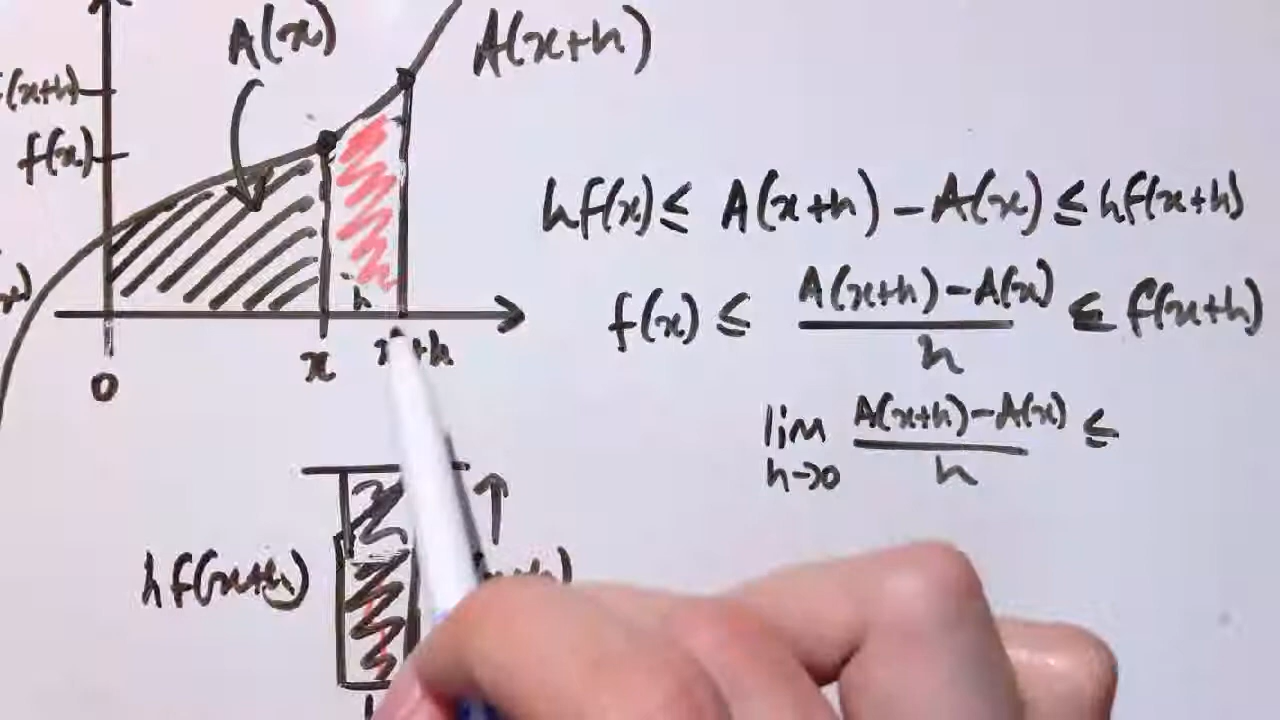 A(x)
A(x+h)
f(x+h)
f(x)
h
0
x
x+h
hf(x+h)
hf(x) ≤ A(x+h) - A(x) ≤ hf(x+h)
f(x) ≤ A(x+h) - A(x) / h ≤ f(x+h)
lim h→0 A(x+h) - A(x) / h ≤